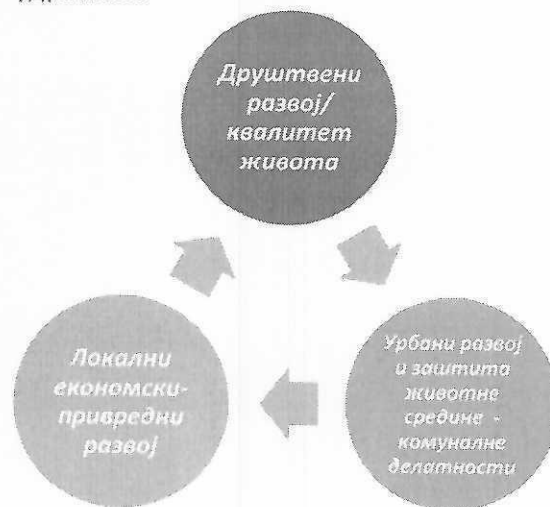 Друштвени
развој/
квалитет
живота
Локални
економски-
привредни
развој
Урбани развој
и заштита
животне
средине -
комуналне
делатности